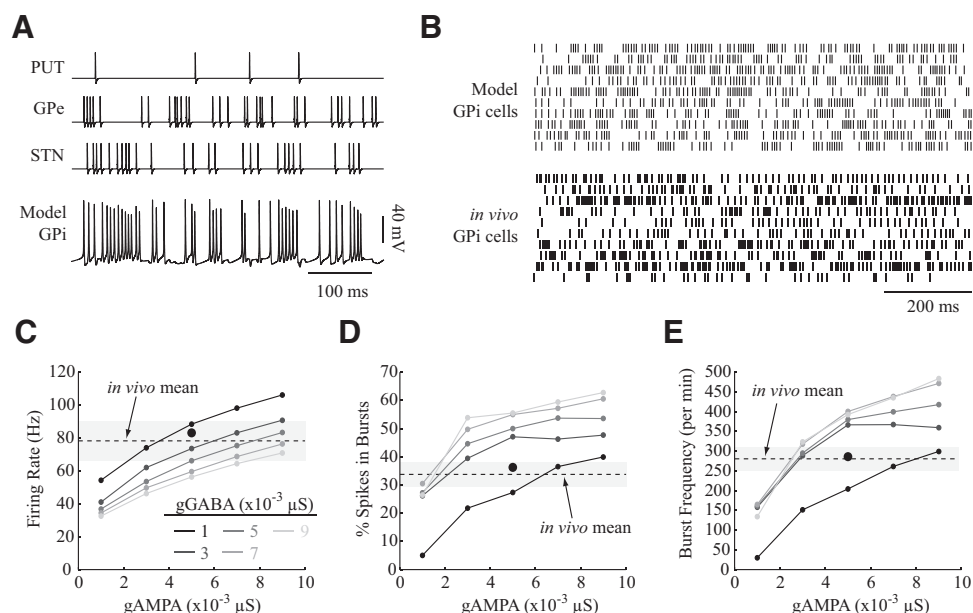 A
PUT
GPe
STN
Model
GPi
40 mV
100 ms
B
Model
GPi cells
in vivo
GPi cells
200 ms
C
120
100
80
60
40
20
0
Firing Rate (Hz)
in vivo mean
gGABA (x10⁻³ µS)
1 5 9
3 7
0 2 4 6 8 10
gAMPA (x10⁻³ µS)
D
70
60
50
40
30
20
10
0
% Spikes in Bursts
in vivo mean
0 2 4 6 8 10
gAMPA (x10⁻³ µS)
E
500
450
400
350
300
250
200
150
100
50
0
Burst Frequency (per min)
in vivo mean
0 2 4 6 8 10
gAMPA (x10⁻³ µS)